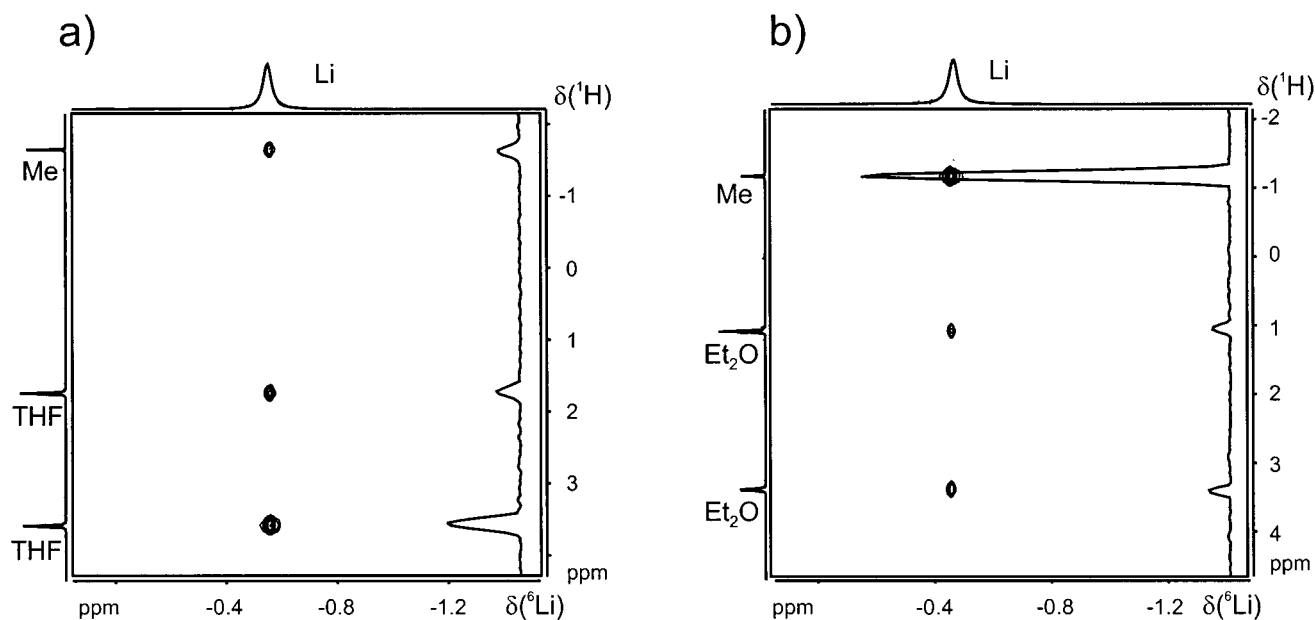 a)
Li
δ(¹H)
Me
-1
0
1
THF
2
3
THF
ppm
ppm -0.4 -0.8 -1.2 δ(⁶Li)
b)
Li
δ(¹H)
-2
Me
-1
0
1
Et₂O
2
3
Et₂O
4
ppm
ppm -0.4 -0.8 -1.2 δ(⁶Li)